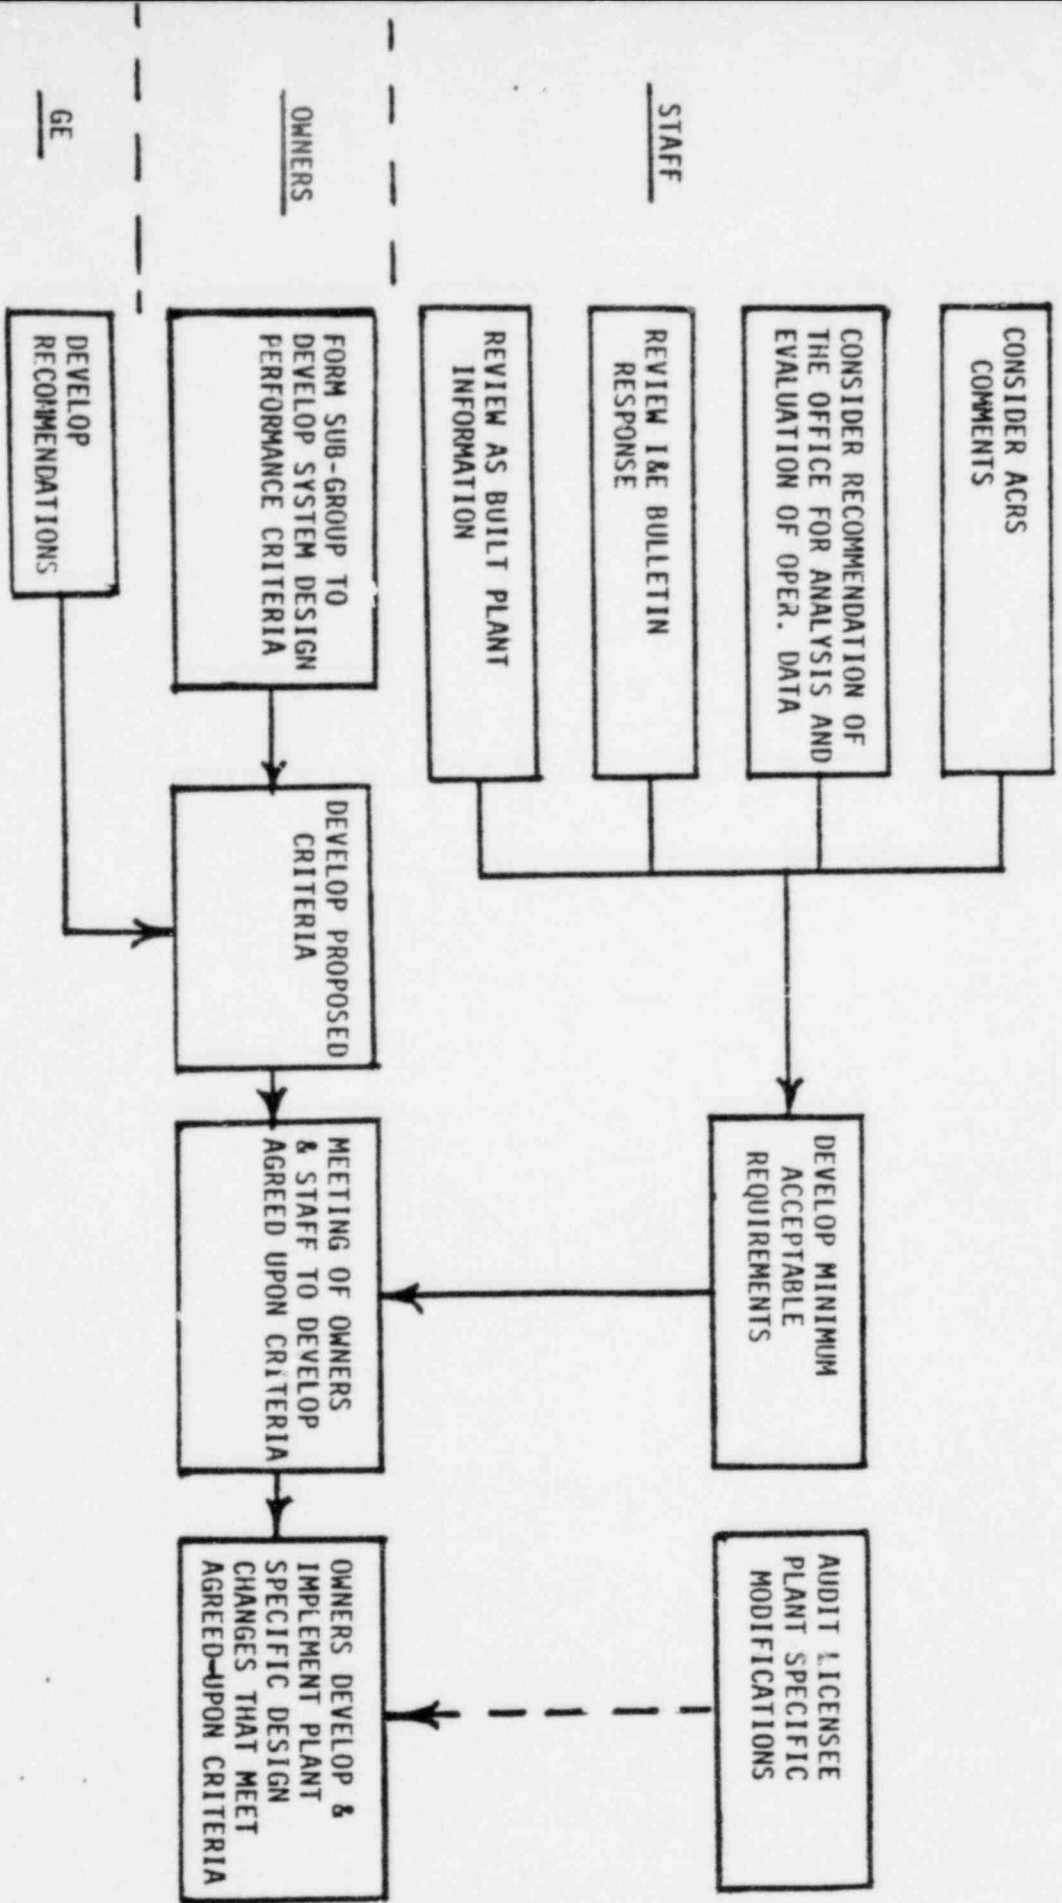 STAFF
CONSIDER ACRS
COMMENTS
CONSIDER RECOMMENDATION OF
THE OFFICE FOR ANALYSIS AND
EVALUATION OF OPER. DATA
REVIEW I&E BULLETIN
RESPONSE
REVIEW AS BUILT PLANT
INFORMATION
DEVELOP MINIMUM
ACCEPTABLE
REQUIREMENTS
AUDIT LICENSEE
PLANT SPECIFIC
MODIFICATIONS
OWNERS
FORM SUB-GROUP TO
DEVELOP SYSTEM DESIGN
PERFORMANCE CRITERIA
DEVELOP PROPOSED
CRITERIA
MEETING OF OWNERS
& STAFF TO DEVELOP
AGREED UPON CRITERIA
OWNERS DEVELOP &
IMPLEMENT PLANT
SPECIFIC DESIGN
CHANGES THAT MEET
AGREED-UPON CRITERIA
GE
DEVELOP
RECOMMENDATIONS